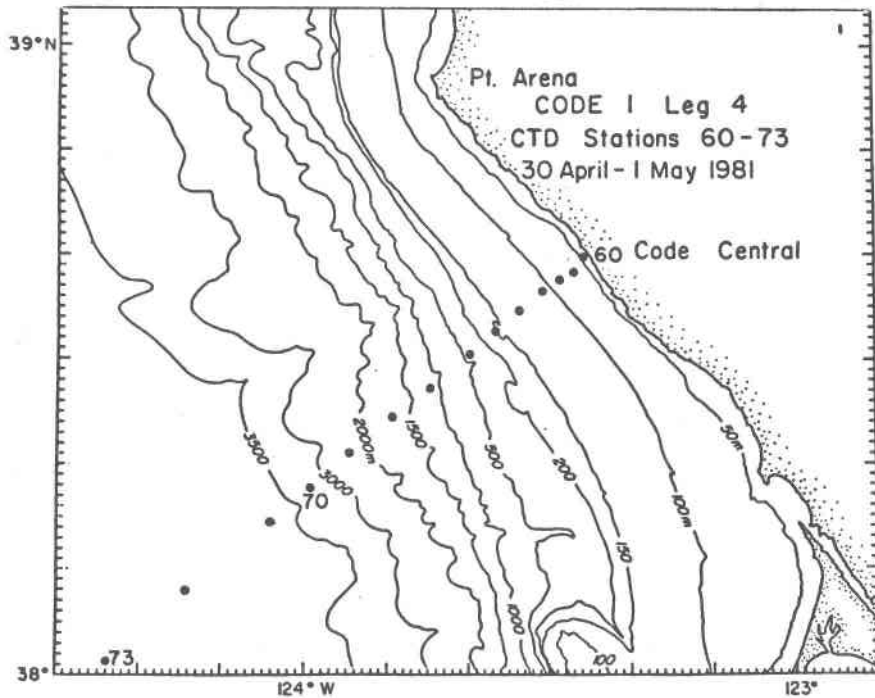 39°N
Pt. Arena
CODE 1 Leg 4
CTD Stations 60-73
30 April - 1 May 1981
60 Code Central
3500
3000
2000m
1500
500
200
50m
100m
150
70
1000
100
73
38°
124° W
123°